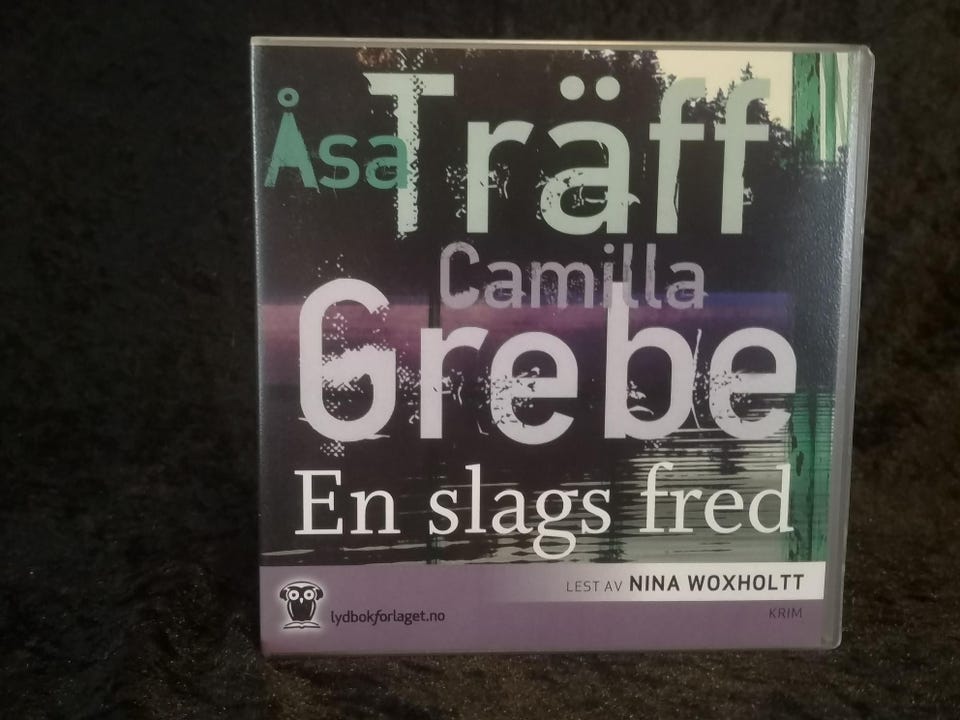 Åsa Träff
Camilla
Grebe
En slags fred
LEST AV NINA WOXHOLTT
lydbokforlaget.no
KRIM